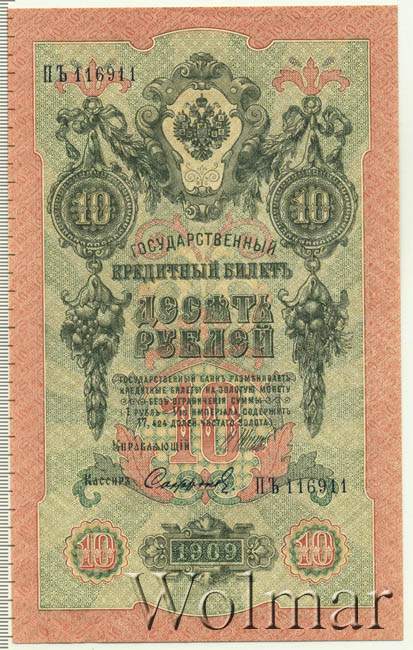 ПЪ 116911
10 10
ГОСУДАРСТВЕННЫЙ
КРЕДИТНЫЙ БИЛЕТЪ
ДЕСЯТЬ
РУБЛЕЙ
ГОСУДАРСТВЕННЫЙ БАНКЪ РАЗМѢНИВАЕТЪ
КРЕДИТНЫЕ БИЛЕТЫ НА ЗОЛОТУЮ МОНЕТУ
БЕЗЪ ОГРАНИЧЕНІЯ СУММЫ
(1 РУБЛЬ = 1/15 ИМПЕРІАЛА, СОДЕРЖИТЪ
17,424 ДОЛЕЙ ЧИСТАГО ЗОЛОТА)
10
УПРАВЛЯЮЩІЙ
КАССИРЪ ПЪ 116911
10 1909 10
Wolmar